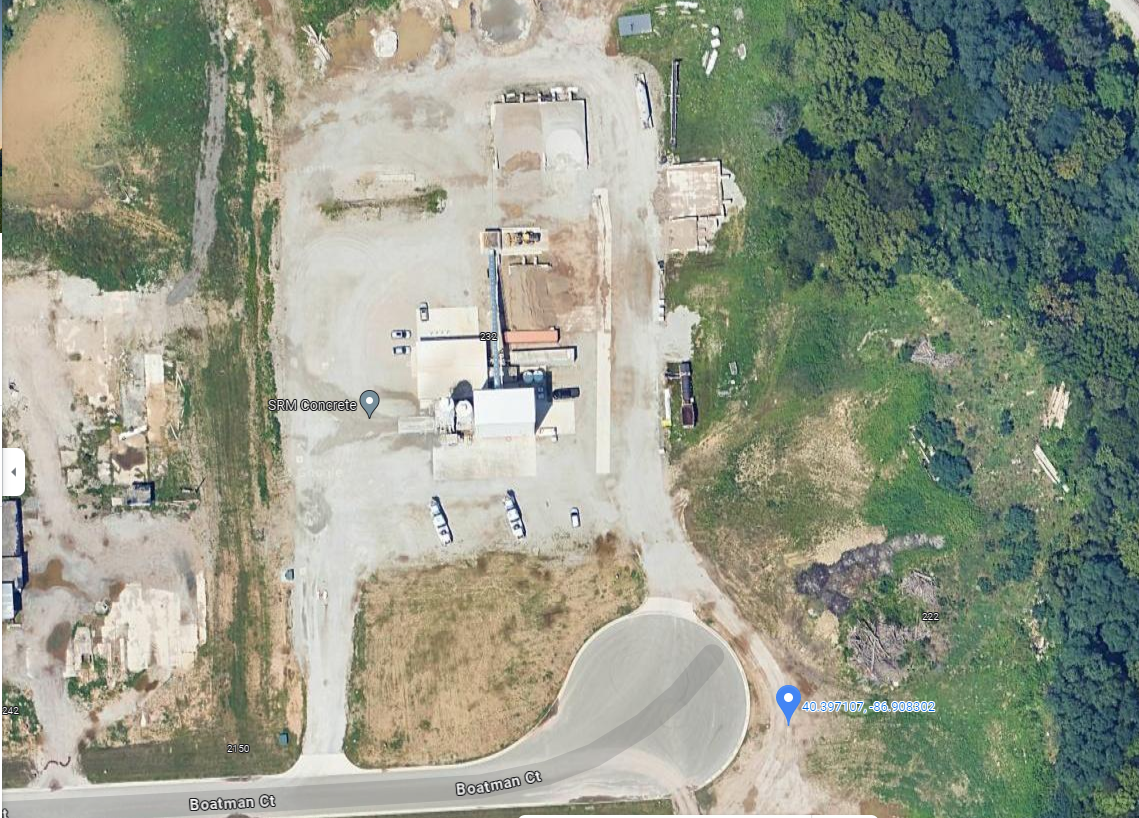 232
SRM Concrete
222
40.397107, -86.908302
242
2150
Boatman Ct
Boatman Ct